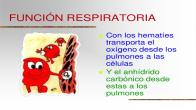 FUNCIÓN RESPIRATORIA
Con los hematíes
transporta el
oxígeno desde los
pulmones a las
células
Y el anhídrido
carbónico desde
estas a los
pulmones